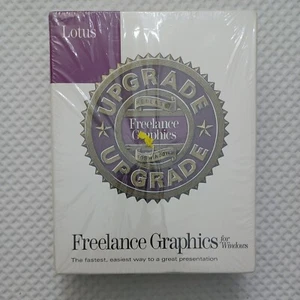 Lotus
UPGRADE
Freelance Graphics
UPGRADE
Freelance Graphics for Windows
The fastest, easiest way to a great presentation